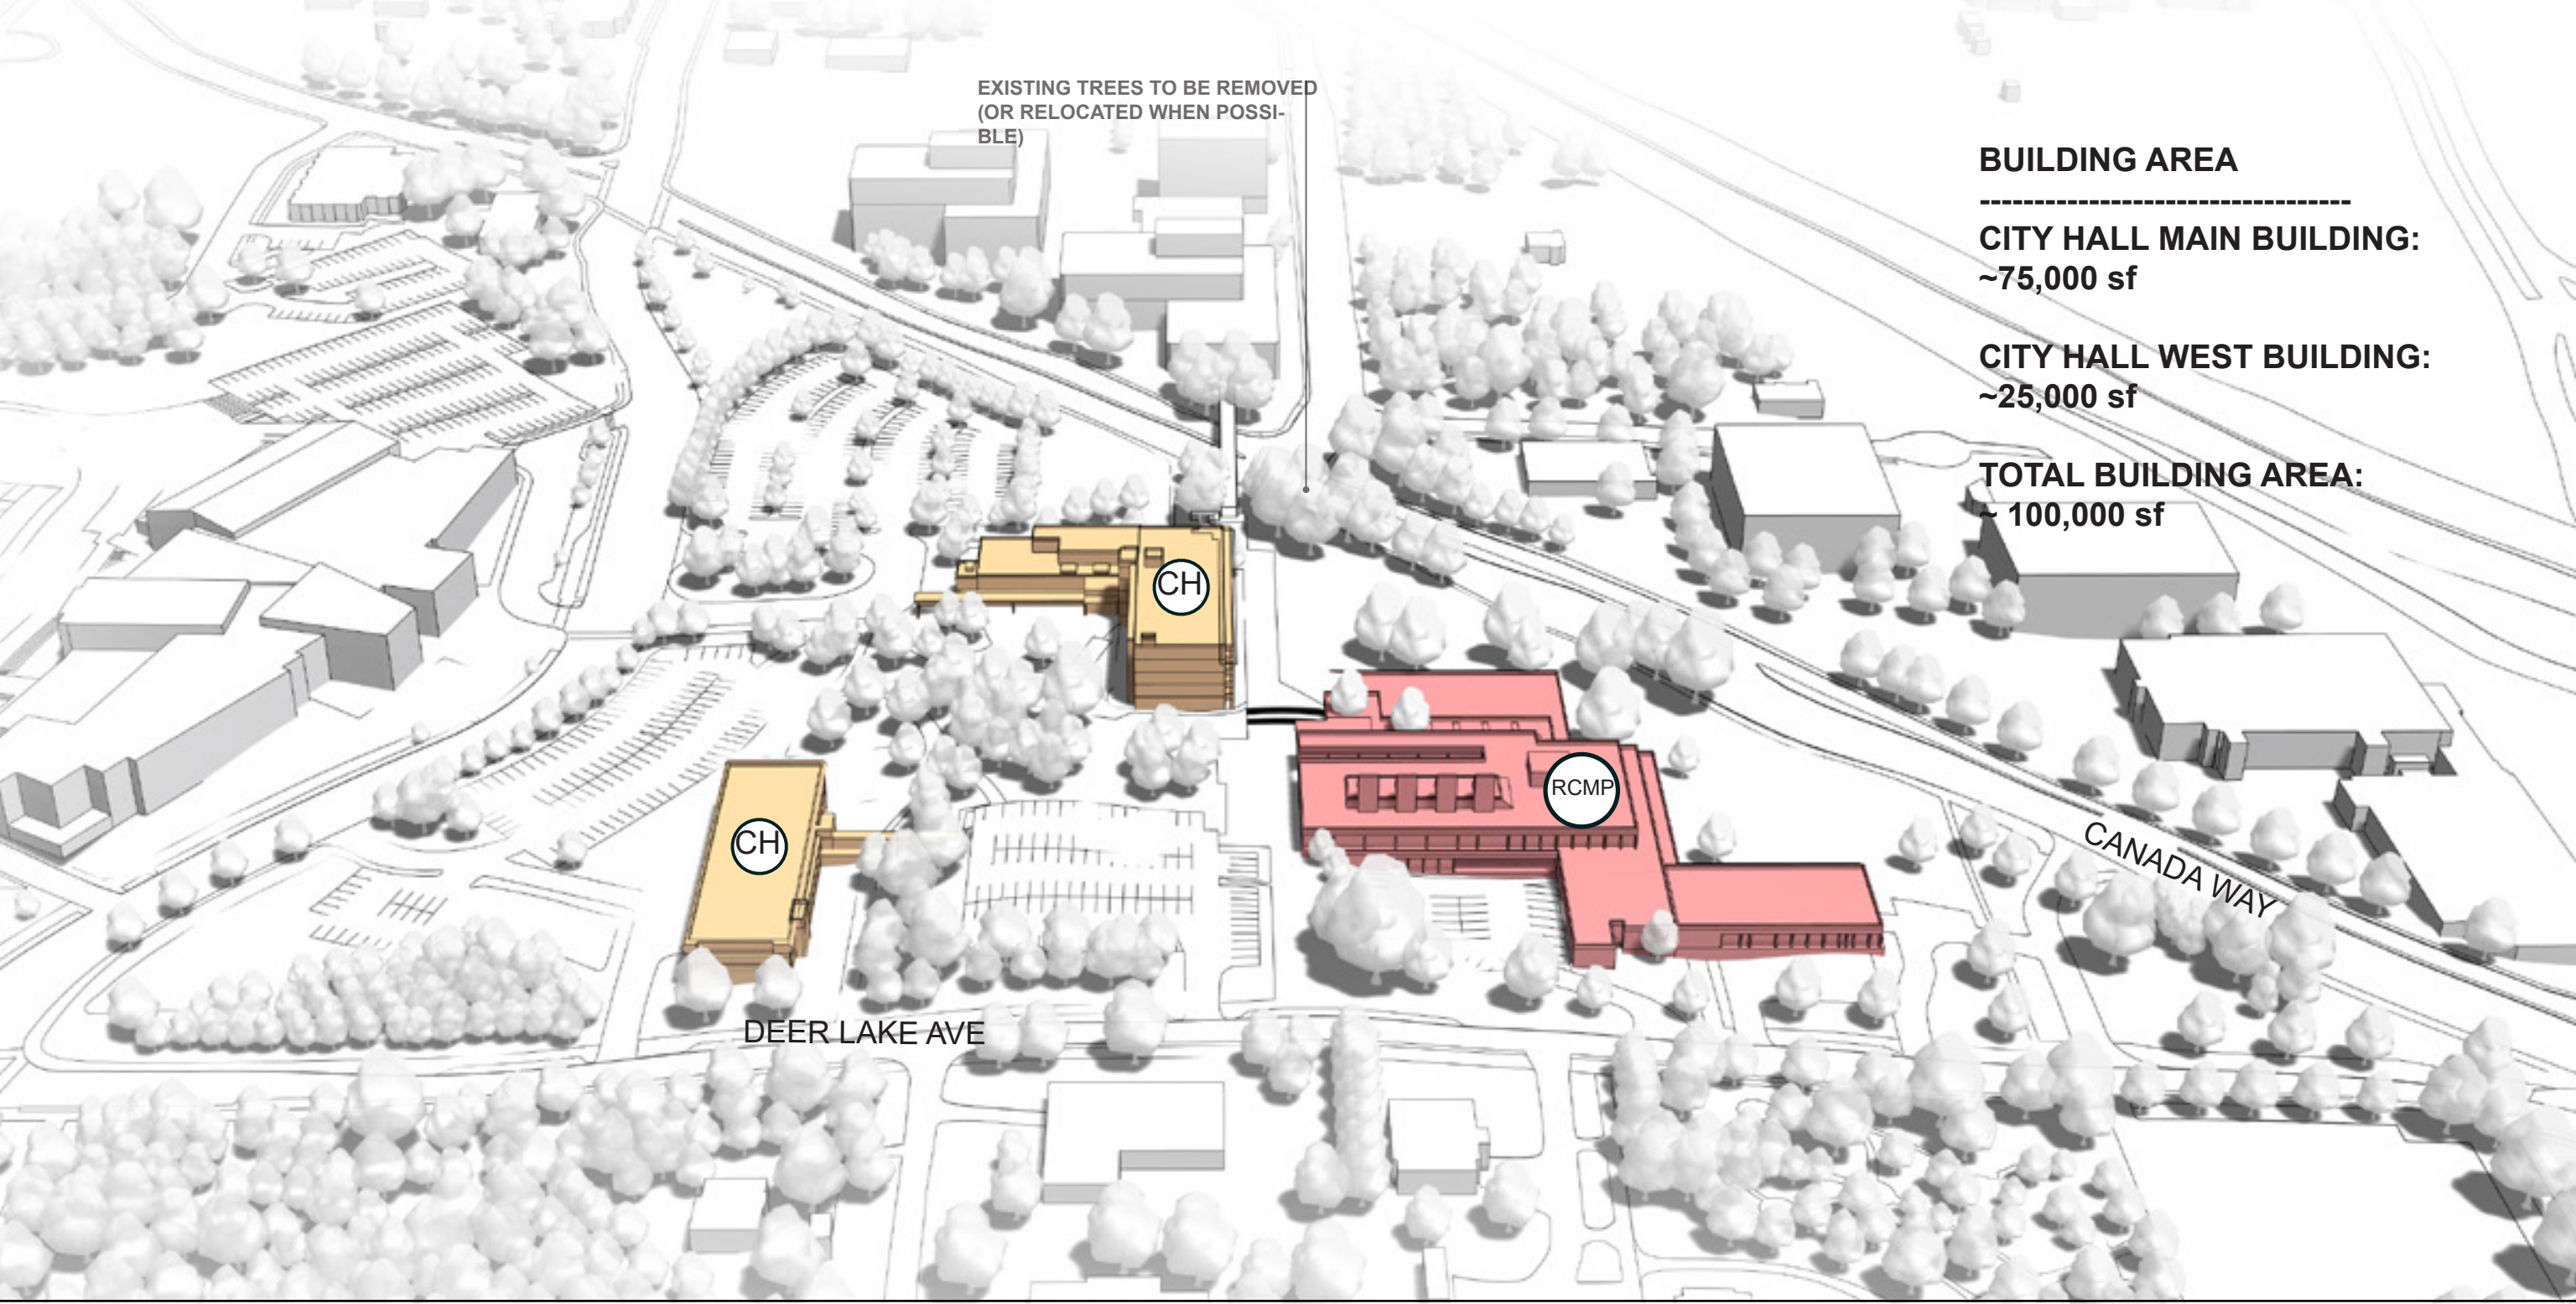 EXISTING TREES TO BE REMOVED
(OR RELOCATED WHEN POSSI-
BLE)
BUILDING AREA
----------------------------------
CITY HALL MAIN BUILDING:
~75,000 sf
CITY HALL WEST BUILDING:
~25,000 sf
TOTAL BUILDING AREA:
~ 100,000 sf
CH
RCMP
CH
CANADA WAY
DEER LAKE AVE